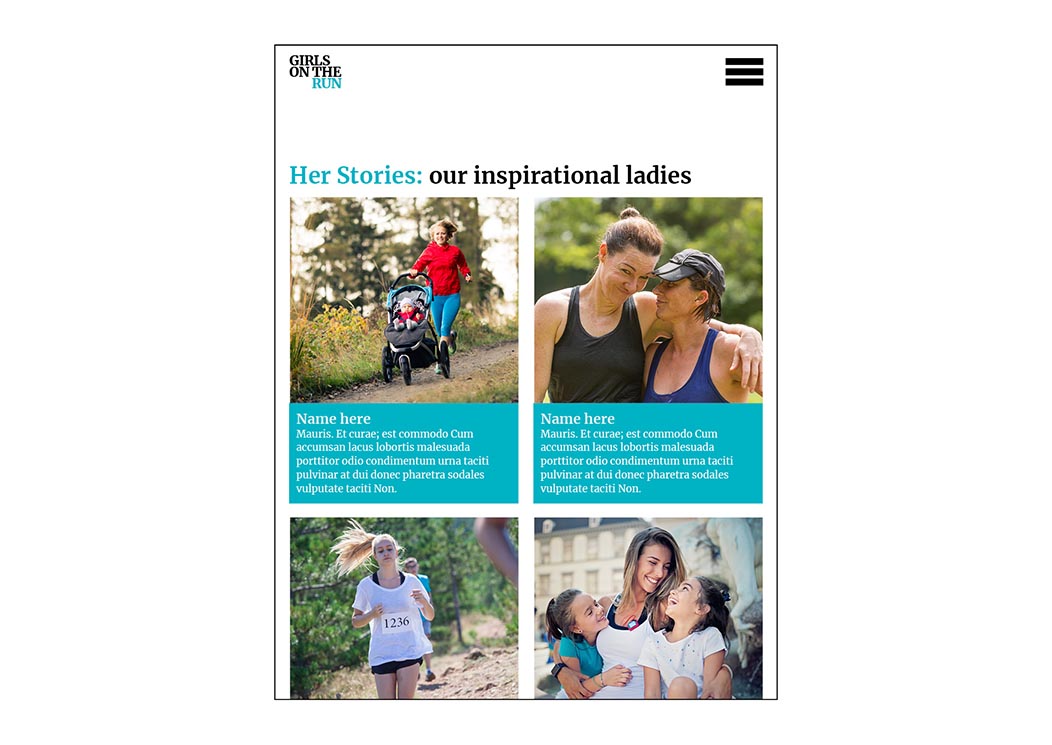 GIRLS
ON THE
RUN
Her Stories: our inspirational ladies
Name here
Mauris. Et curae; est commodo Cum
accumsan lacus lobortis malesuada
porttitor odio condimentum urna taciti
pulvinar at dui donec pharetra sodales
vulputate taciti Non.
Name here
Mauris. Et curae; est commodo Cum
accumsan lacus lobortis malesuada
porttitor odio condimentum urna taciti
pulvinar at dui donec pharetra sodales
vulputate taciti Non.
1236